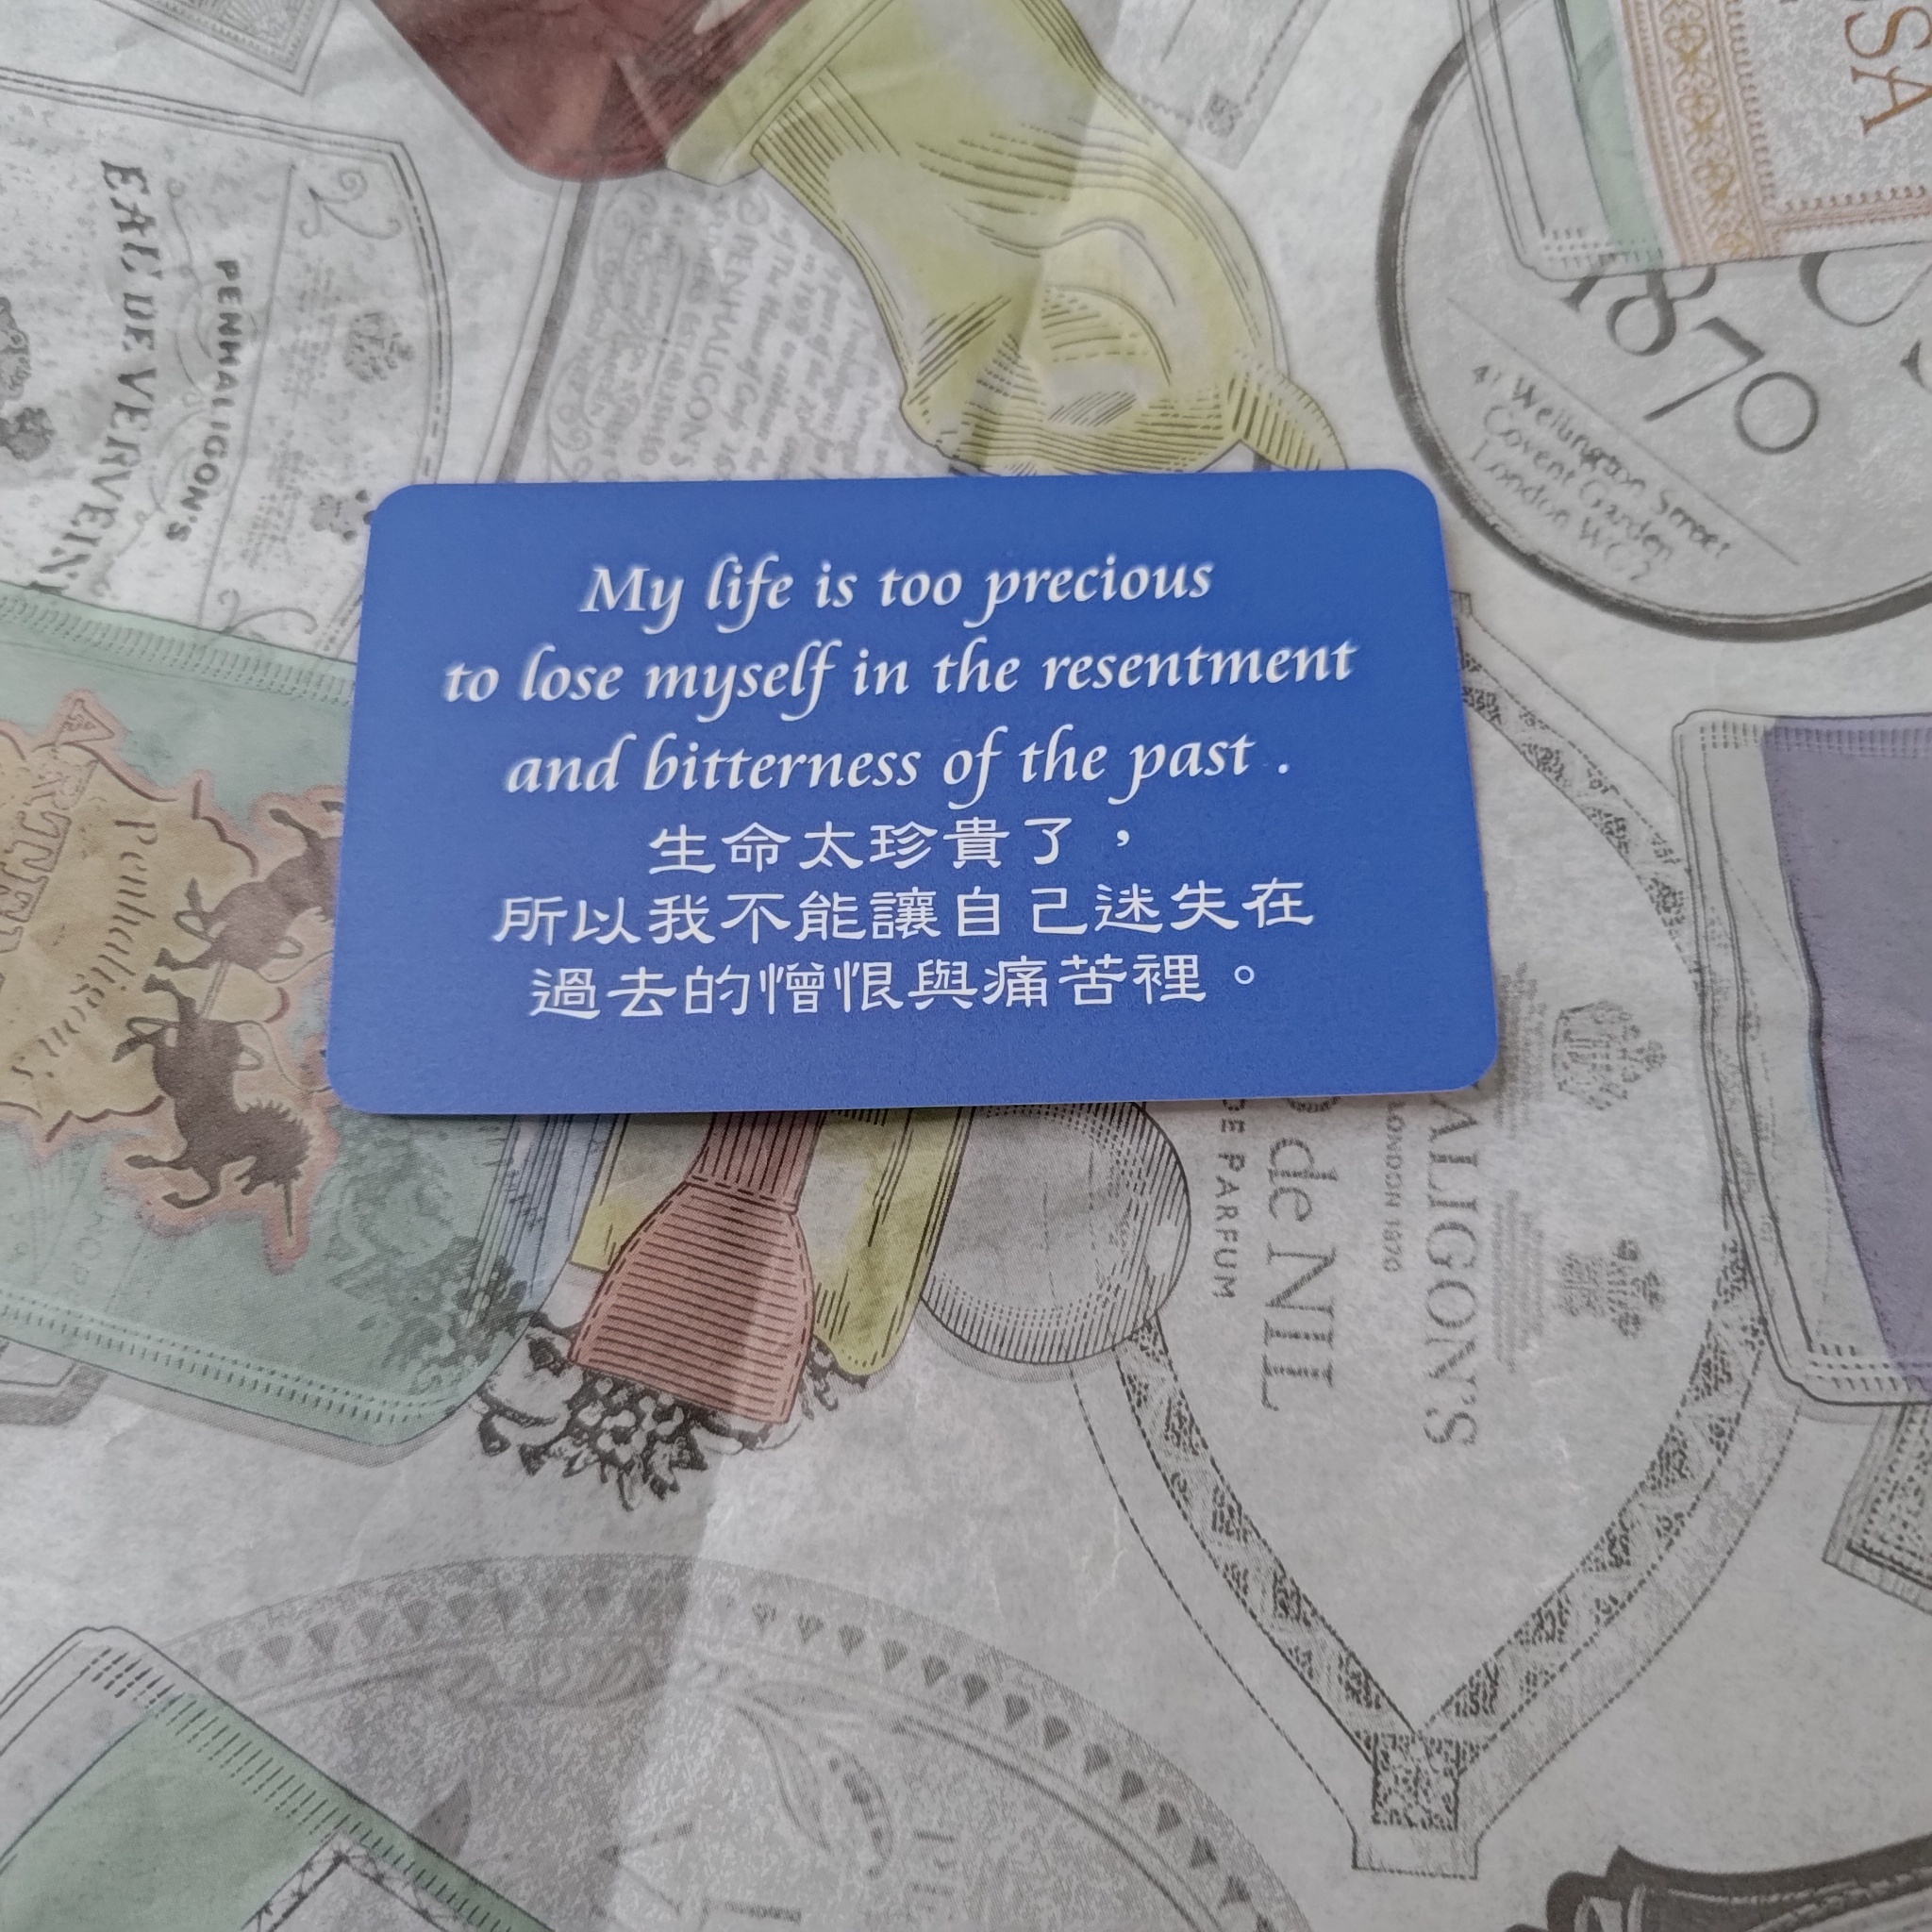 My life is too precious
to lose myself in the resentment
and bitterness of the past .
生命太珍貴了，
所以我不能讓自己迷失在
過去的憎恨與痛苦裡。
EAU DE VERVEINE
PENHALIGON'S
PENHALIGON'S
1870
41 Wellington Street
Covent Garden
London WC2
Penhaligon's
DE PARFUM
de NIL
LONDON 1870
ALIGON'S